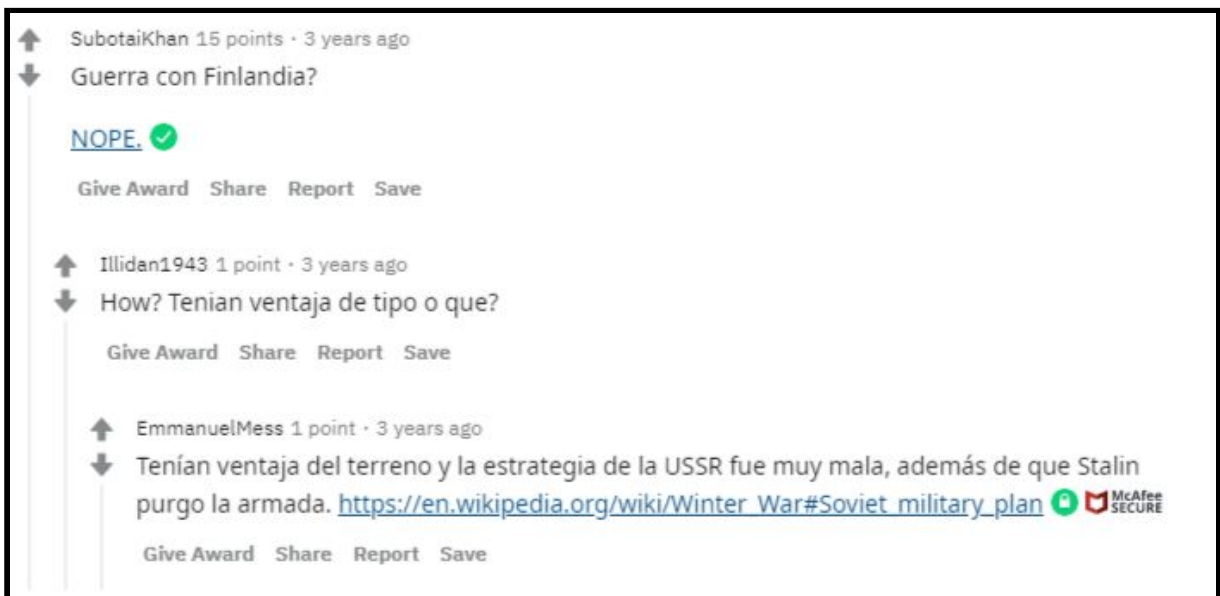 SubotaiKhan 15 points · 3 years ago
Guerra con Finlandia?
NOPE.
Give Award Share Report Save
Illidan1943 1 point · 3 years ago
How? Tenian ventaja de tipo o que?
Give Award Share Report Save
EmmanuelMess 1 point · 3 years ago
Tenían ventaja del terreno y la estrategia de la USSR fue muy mala, además de que Stalin
purgo la armada. https://en.wikipedia.org/wiki/Winter_War#Soviet_military_plan McAfee SECURE
Give Award Share Report Save